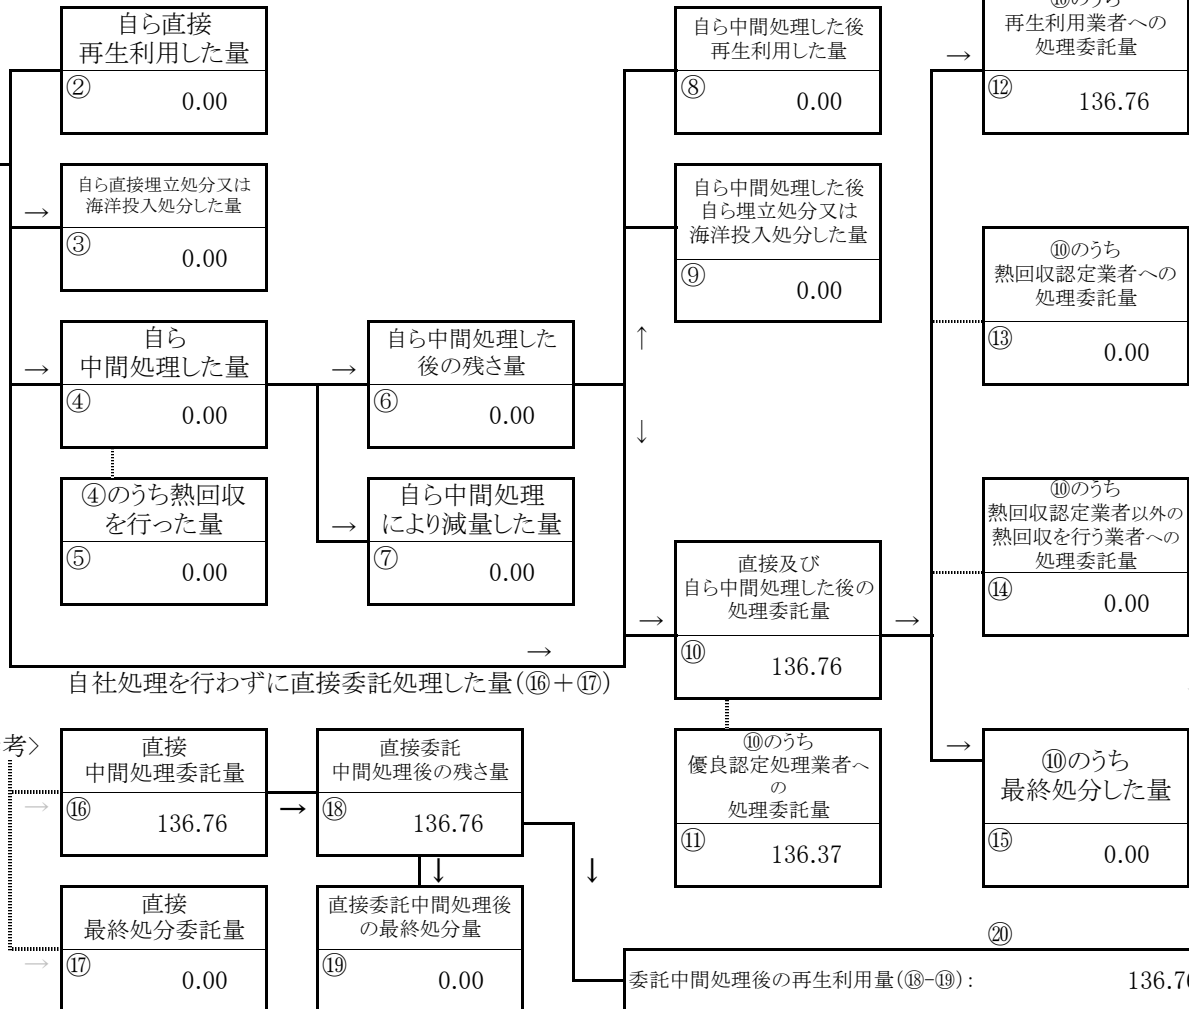 自ら直接
再生利用した量
②
0.00
自ら中間処理した後
再生利用した量
⑧
0.00
⑩のうち
再生利用業者への
処理委託量
→
⑫
136.76
自ら直接埋立処分又は
海洋投入処分した量
→
③
0.00
自ら中間処理した後
自ら埋立処分又は
海洋投入処分した量
⑨
0.00
⑩のうち
熱回収認定業者への
処理委託量
⑬
0.00
自ら
中間処理した量
→
④
0.00
→
自ら中間処理した
後の残さ量
⑥
0.00
↑
↓
④のうち熱回収
を行った量
⑤
0.00
自ら中間処理
により減量した量
→
⑦
0.00
⑩のうち
熱回収認定業者以外の
熱回収を行う業者への
処理委託量
⑭
0.00
直接及び
自ら中間処理した後の
処理委託量
→
→
⑩
136.76
→
自社処理を行わずに直接委託処理した量(⑯+⑰)
考>
直接
中間処理委託量
→
⑯
136.76
→
直接委託
中間処理後の残さ量
⑱
136.76
⑩のうち
優良認定処理業者へ
の
処理委託量
⑪
136.37
→
⑩のうち
最終処分した量
⑮
0.00
↓
↓
直接
最終処分委託量
→
⑰
0.00
直接委託中間処理後
の最終処分量
⑲
0.00
⑳
委託中間処理後の再生利用量(⑱-⑲):
136.76